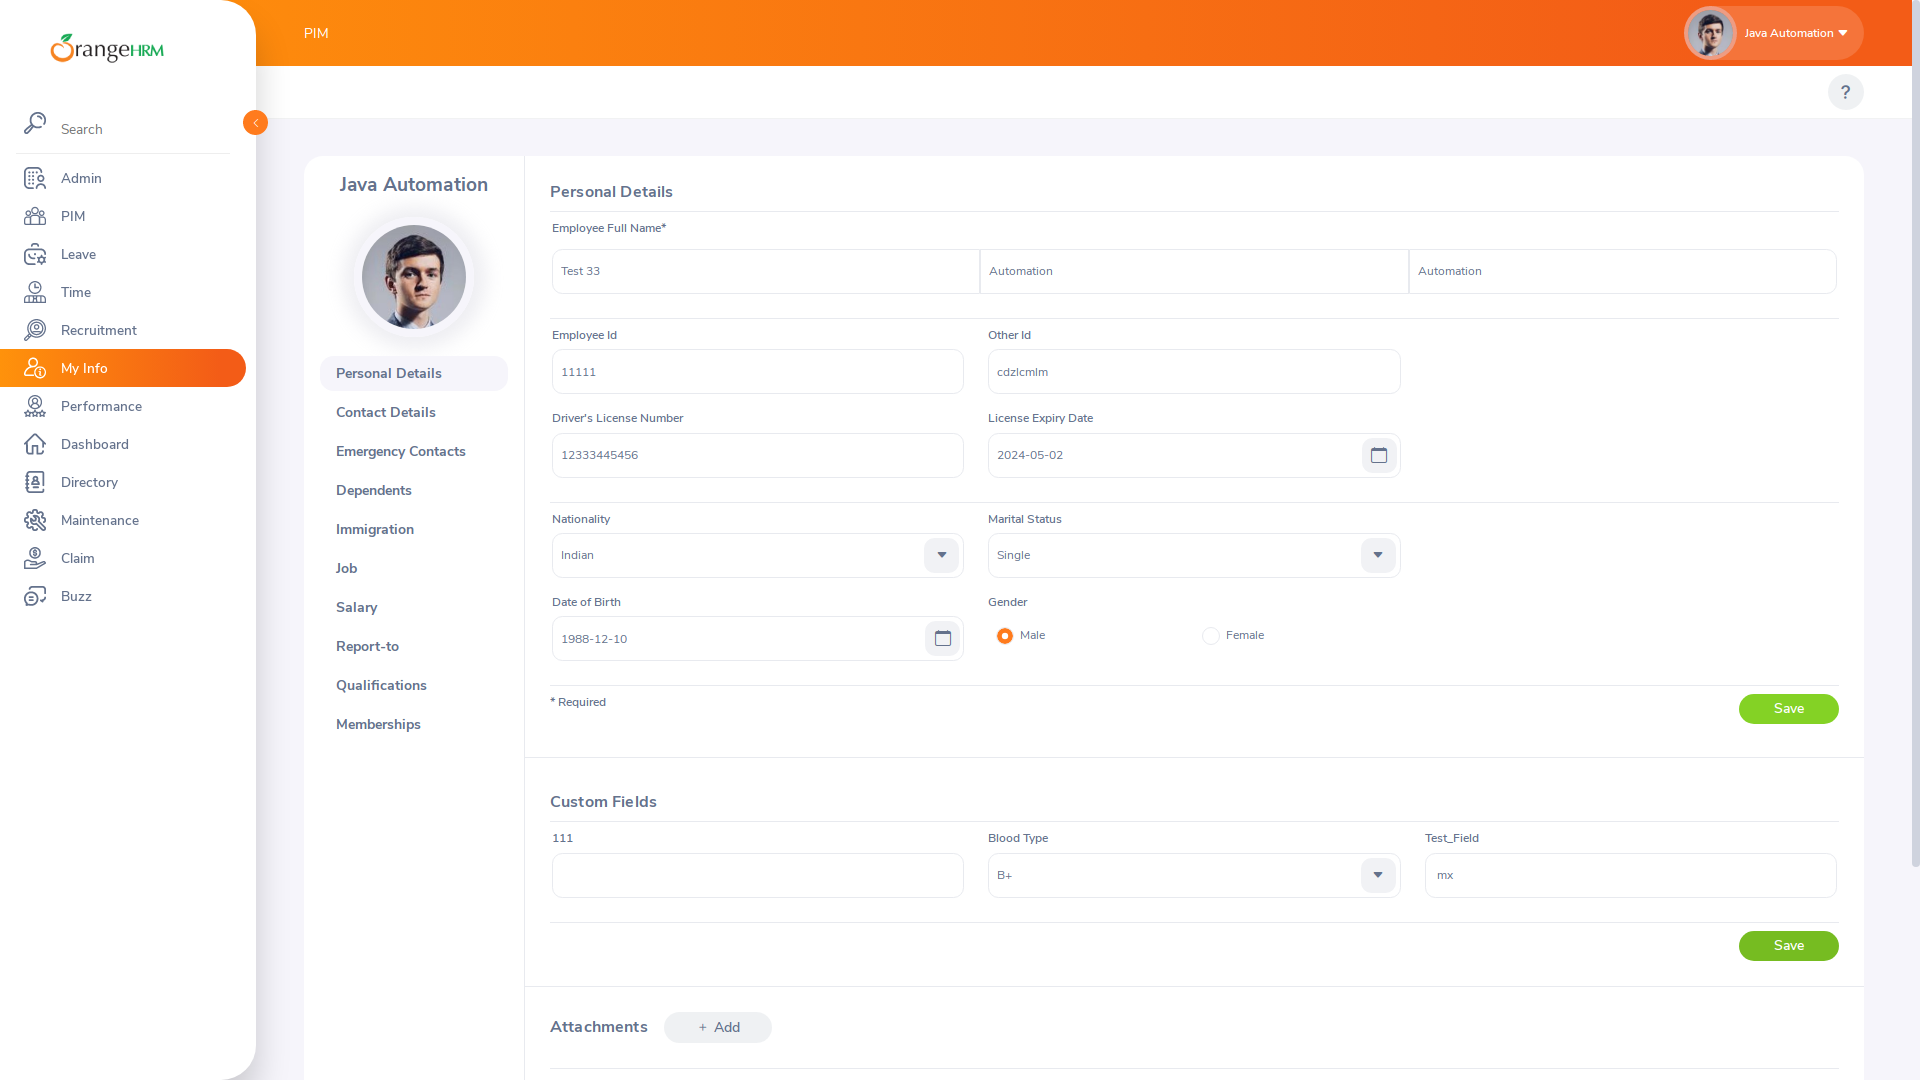 OrangeHRM
PIM
Java Automation
?
Search
Admin
PIM
Leave
Time
Recruitment
My Info
Performance
Dashboard
Directory
Maintenance
Claim
Buzz
Java Automation
Personal Details
Contact Details
Emergency Contacts
Dependents
Immigration
Job
Salary
Report-to
Qualifications
Memberships
Personal Details
Employee Full Name*
Test 33 Automation Automation
Employee Id Other Id
11111 cdzlcmlm
Driver's License Number License Expiry Date
12333445456 2024-05-02
Nationality Marital Status
Indian Single
Date of Birth Gender
1988-12-10 Male Female
* Required Save
Custom Fields
111 Blood Type Test_Field
B+ mx
Save
Attachments + Add